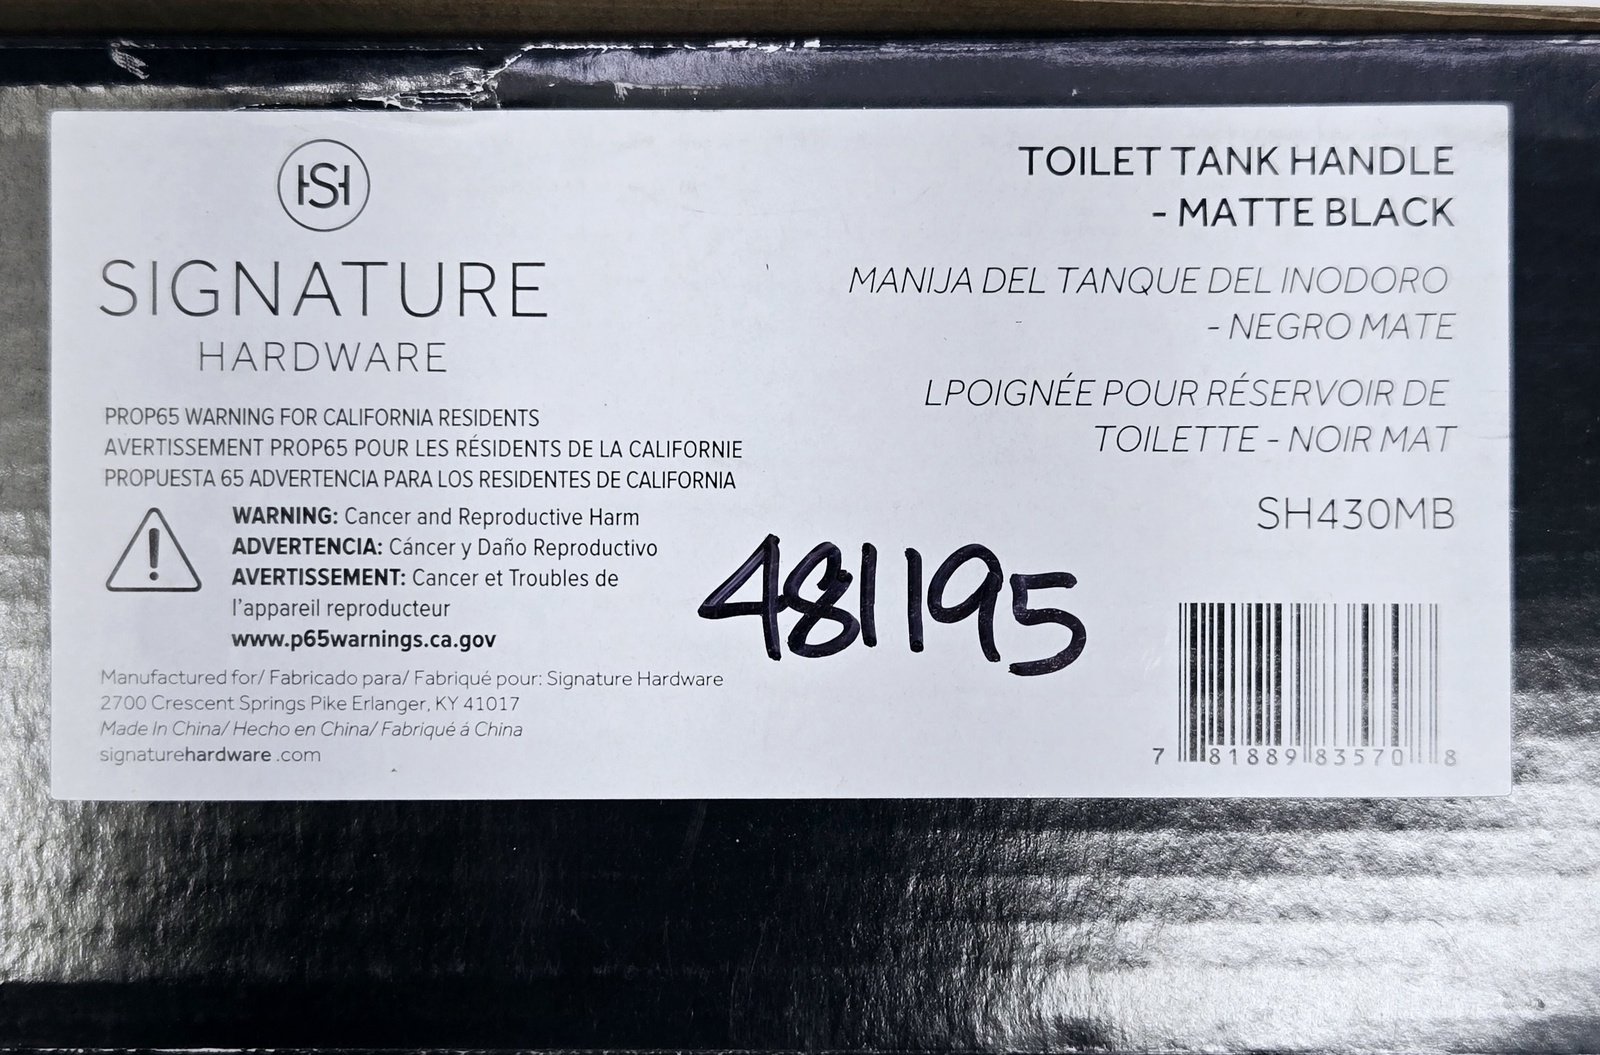 SH
SIGNATURE
HARDWARE
PROP65 WARNING FOR CALIFORNIA RESIDENTS
AVERTISSEMENT PROP65 POUR LES RÉSIDENTS DE LA CALIFORNIE
PROPUESTA 65 ADVERTENCIA PARA LOS RESIDENTES DE CALIFORNIA
WARNING: Cancer and Reproductive Harm
ADVERTENCIA: Cáncer y Daño Reproductivo
AVERTISSEMENT: Cancer et Troubles de
l'appareil reproducteur
www.p65warnings.ca.gov
Manufactured for/ Fabricado para/ Fabriqué pour: Signature Hardware
2700 Crescent Springs Pike Erlanger, KY 41017
Made In China/ Hecho en China/ Fabriqué á China
signaturehardware.com
TOILET TANK HANDLE
- MATTE BLACK
MANIJA DEL TANQUE DEL INODORO
- NEGRO MATE
LPOIGNÉE POUR RÉSERVOIR DE
TOILETTE - NOIR MAT
SH430MB
481195
7 81889 83570 8